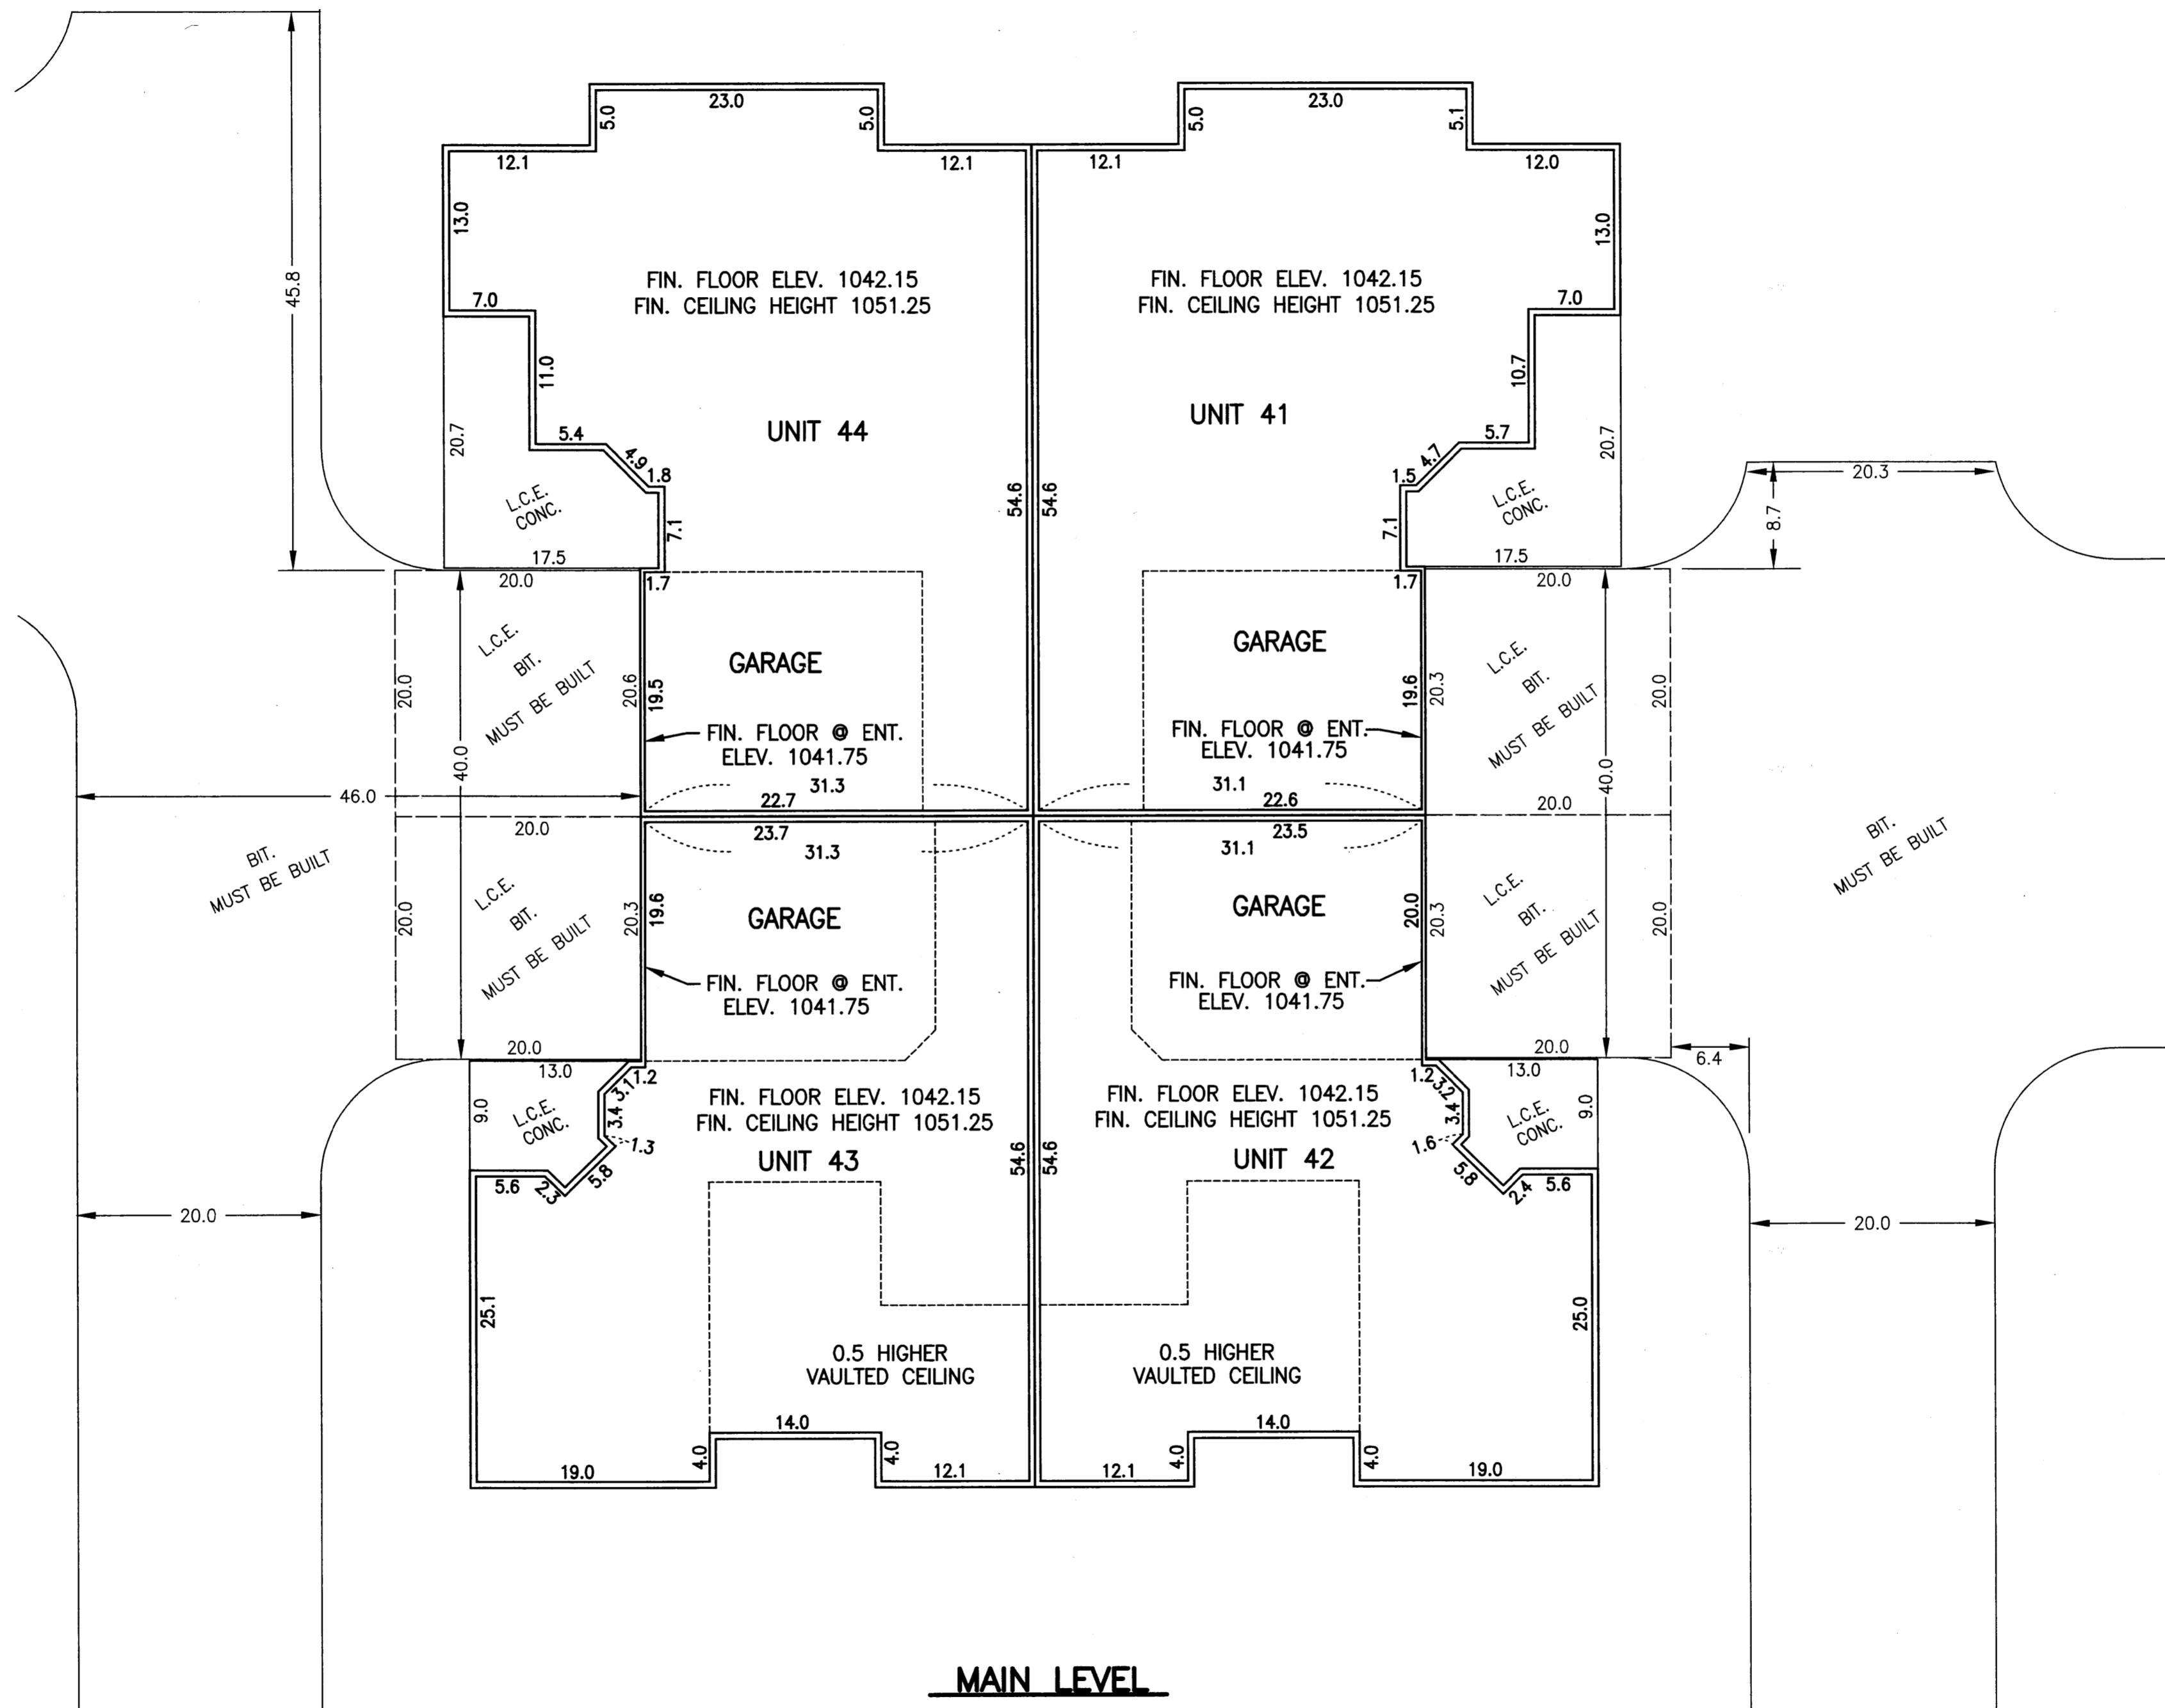 23.0
5.0
5.0
12.1
12.1
13.0
45.8
FIN. FLOOR ELEV. 1042.15
FIN. CEILING HEIGHT 1051.25
7.0
11.0
UNIT 44
20.7
5.4
4.9
1.8
54.6
L.C.E.
CONC.
7.1
17.5
20.0
1.7
23.0
5.0
5.1
12.1
12.0
13.0
FIN. FLOOR ELEV. 1042.15
FIN. CEILING HEIGHT 1051.25
7.0
10.7
UNIT 41
20.7
5.7
4.7
1.5
54.6
L.C.E.
CONC.
7.1
17.5
20.0
1.7
20.3
8.7
L.C.E.
BIT.
MUST BE BUILT
20.0
20.6
19.5
GARAGE
FIN. FLOOR @ ENT.
ELEV. 1041.75
40.0
46.0
31.3
22.7
GARAGE
FIN. FLOOR @ ENT.
ELEV. 1041.75
19.6
20.3
L.C.E.
BIT.
MUST BE BUILT
20.0
31.1
22.6
20.0
40.0
20.0
23.7
31.3
23.5
31.1
BIT.
MUST BE BUILT
20.0
L.C.E.
BIT.
MUST BE BUILT
20.3
19.6
GARAGE
FIN. FLOOR @ ENT.
ELEV. 1041.75
GARAGE
FIN. FLOOR @ ENT.
ELEV. 1041.75
20.0
20.3
L.C.E.
BIT.
MUST BE BUILT
20.0
BIT.
MUST BE BUILT
20.0
13.0
1.2
3.1
9.0
L.C.E.
CONC.
3.4
1.3
5.8
2.3
5.6
FIN. FLOOR ELEV. 1042.15
FIN. CEILING HEIGHT 1051.25
UNIT 43
54.6
54.6
FIN. FLOOR ELEV. 1042.15
FIN. CEILING HEIGHT 1051.25
UNIT 42
20.0
13.0
1.2
3.2
3.4
1.6
5.8
2.4
5.6
L.C.E.
CONC.
9.0
6.4
20.0
20.0
25.1
0.5 HIGHER
VAULTED CEILING
0.5 HIGHER
VAULTED CEILING
25.0
14.0
4.0
4.0
19.0
12.1
14.0
4.0
4.0
12.1
19.0
MAIN LEVEL